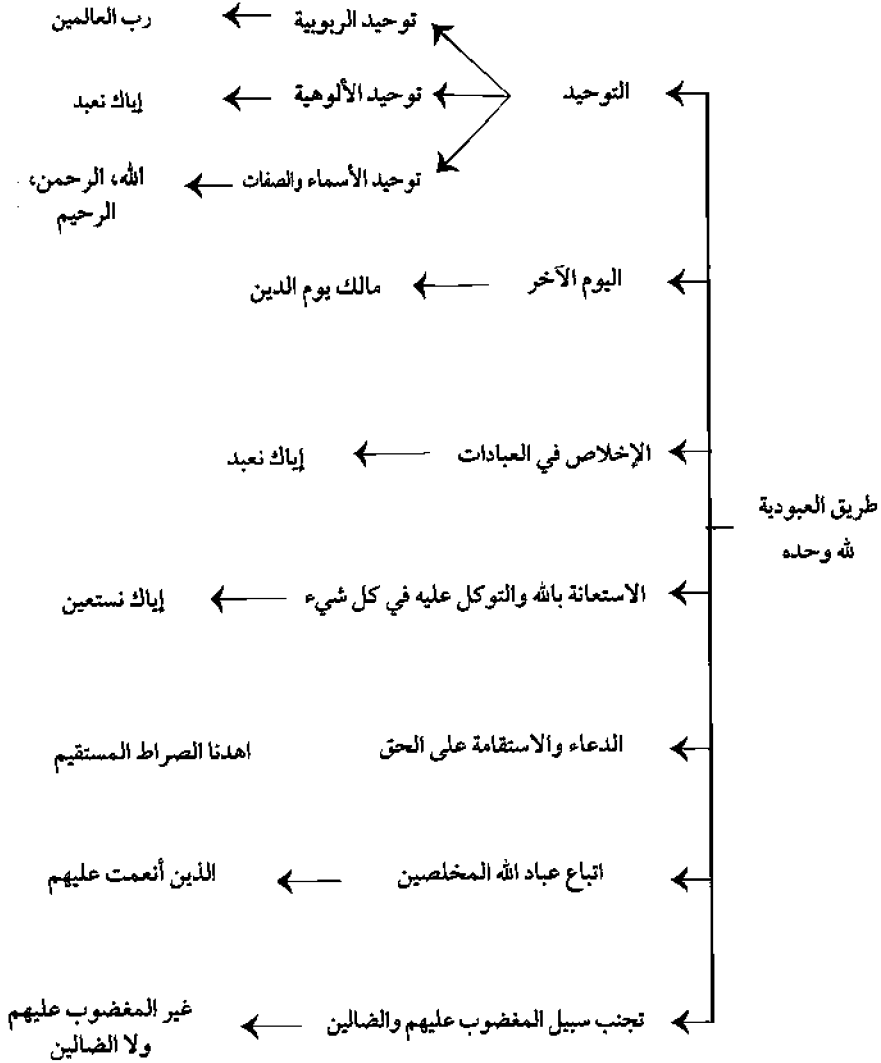 توحيد الربوبية رب العالمين
التوحيد توحيد الألوهية إياك نعبد
توحيد الأسماء والصفات الله، الرحمن،
الرحيم
اليوم الآخر مالك يوم الدين
الإخلاص في العبادات إياك نعبد
طريق العبودية
لله وحده
الاستعانة بالله والتوكل عليه في كل شيء إياك نستعين
الدعاء والاستقامة على الحق اهدنا الصراط المستقيم
اتباع عباد الله المخلصين الذين أنعمت عليهم
تجنب سبيل المغضوب عليهم والضالين غير المغضوب عليهم
ولا الضالين